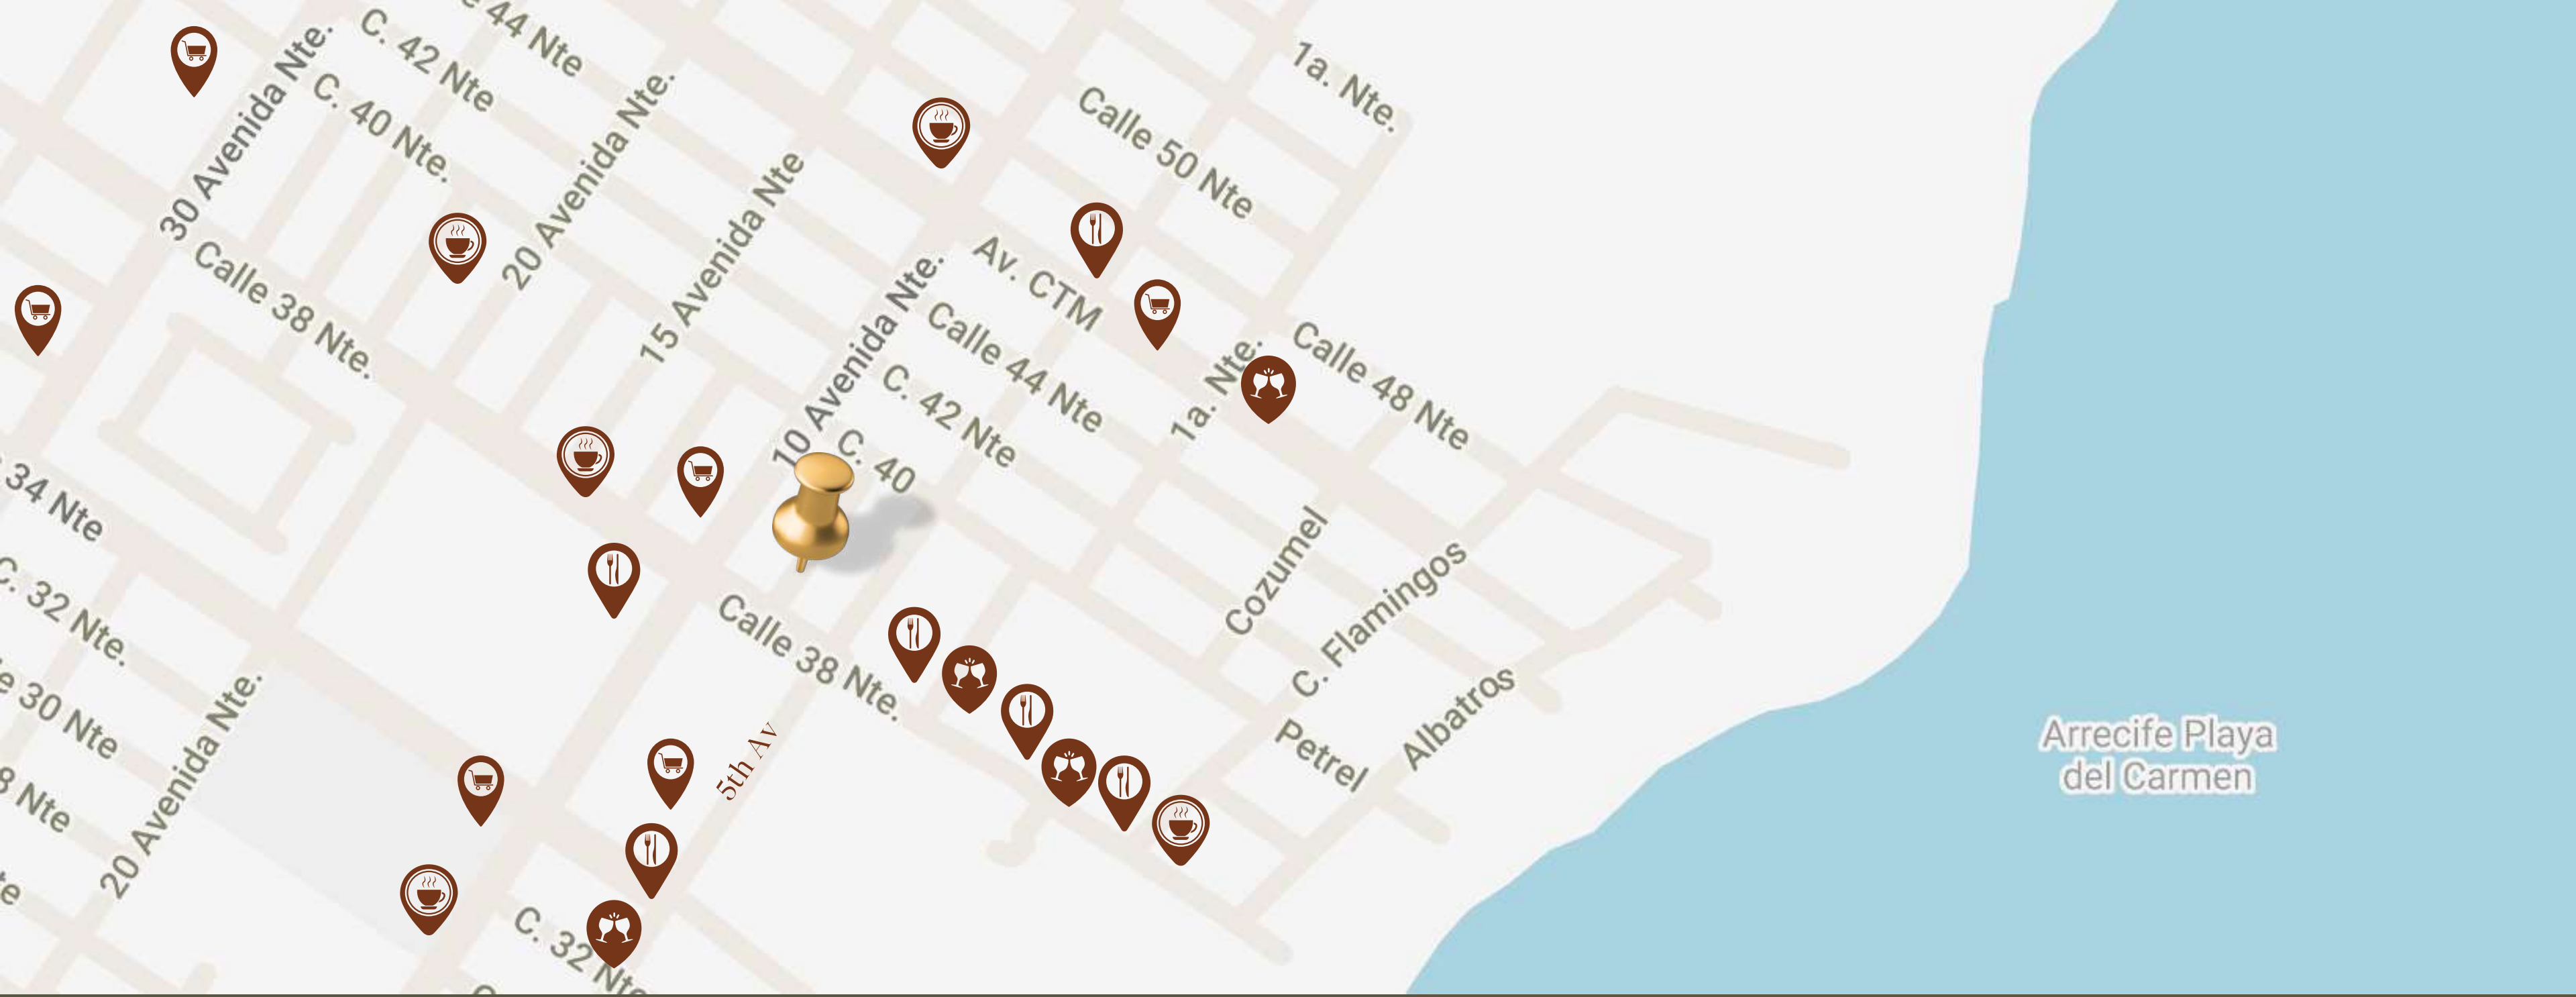 44 Nte
C. 42 Nte
1a. Nte.
30 Avenida Nte.
C. 40 Nte.
20 Avenida Nte.
Calle 50 Nte
15 Avenida Nte
Calle 38 Nte.
10 Avenida Nte.
Av. CTM
Calle 44 Nte
1a. Nte.
Calle 48 Nte
C. 42 Nte
C. 40
34 Nte
C. 32 Nte.
Cozumel
C. Flamingos
Calle 38 Nte.
30 Nte
20 Avenida Nte.
5th Av
Petrel
Albatros
Arrecife Playa
del Carmen
8 Nte
C. 32 Nte